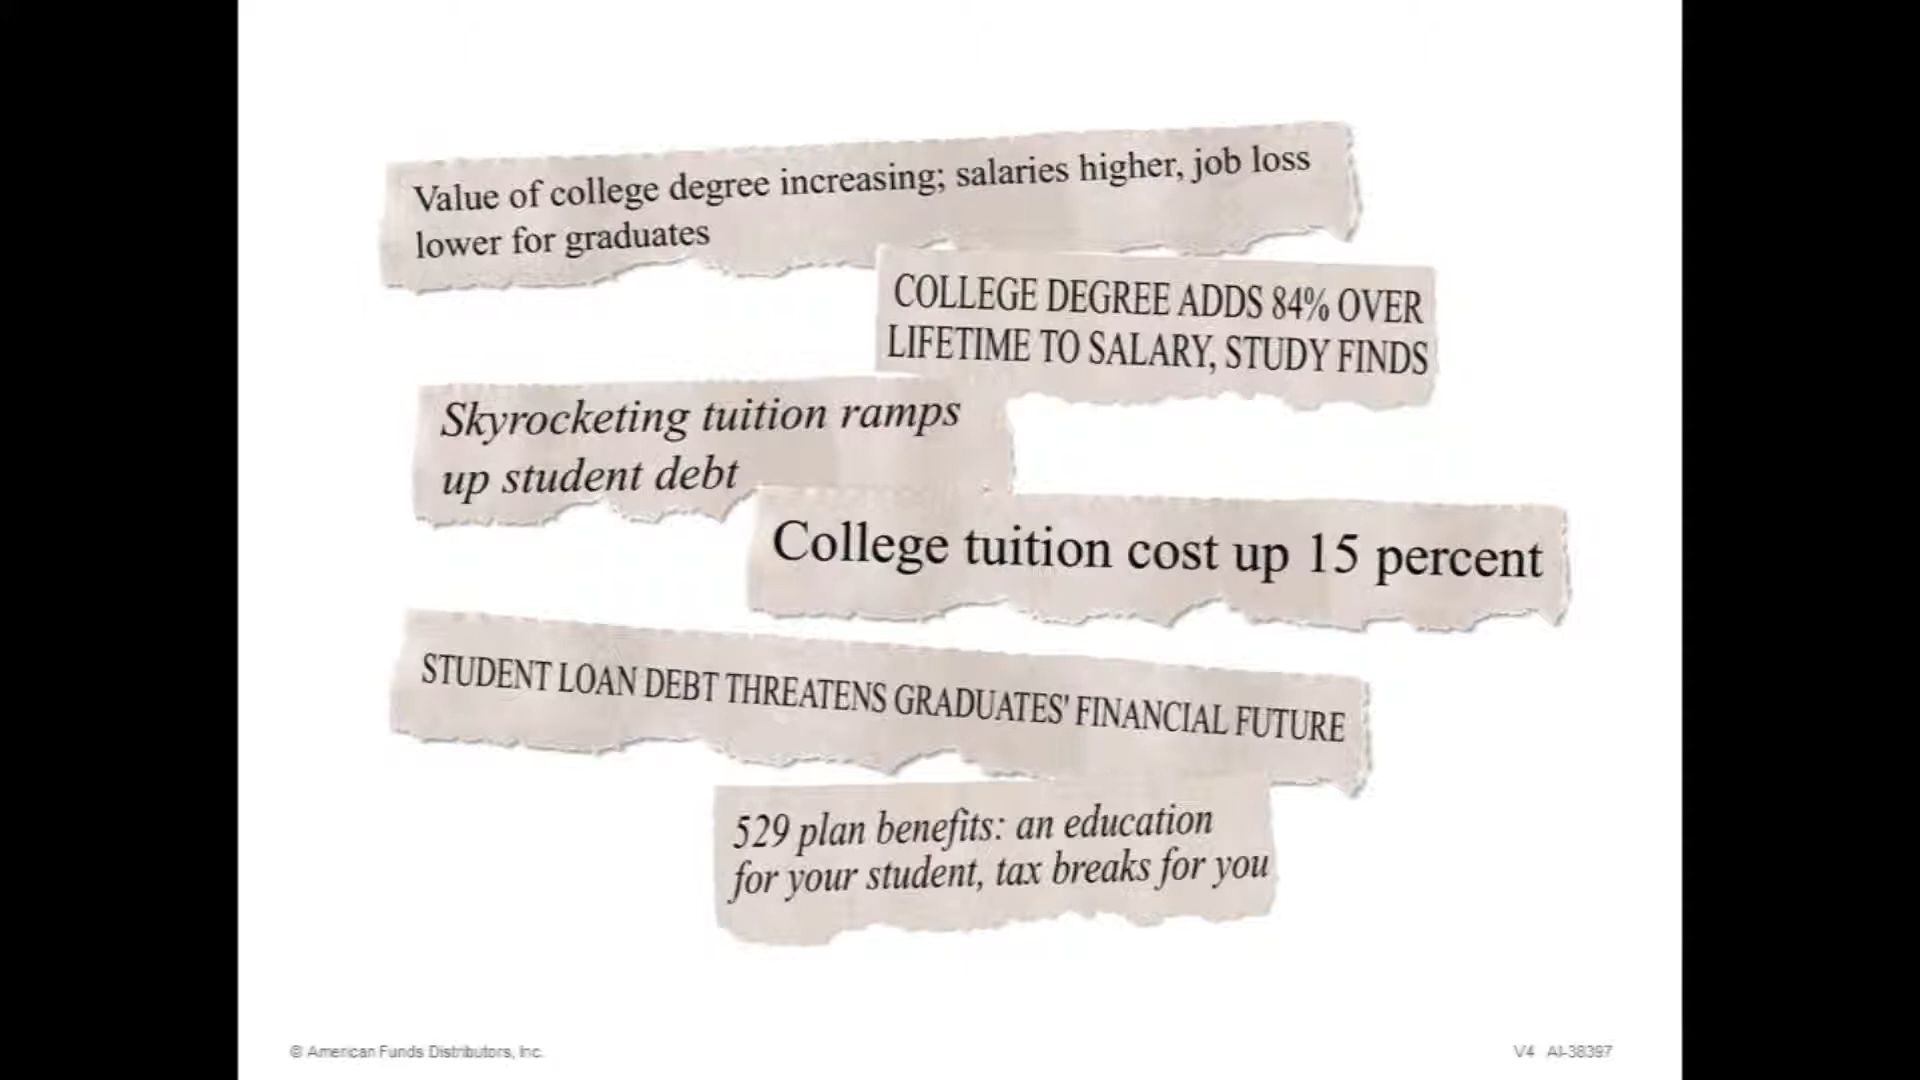 Value of college degree increasing; salaries higher, job loss
lower for graduates
COLLEGE DEGREE ADDS 84% OVER
LIFETIME TO SALARY, STUDY FINDS
Skyrocketing tuition ramps
up student debt
College tuition cost up 15 percent
STUDENT LOAN DEBT THREATENS GRADUATES' FINANCIAL FUTURE
529 plan benefits: an education
for your student, tax breaks for you
© American Funds Distributors, Inc.
V4 AI-38397